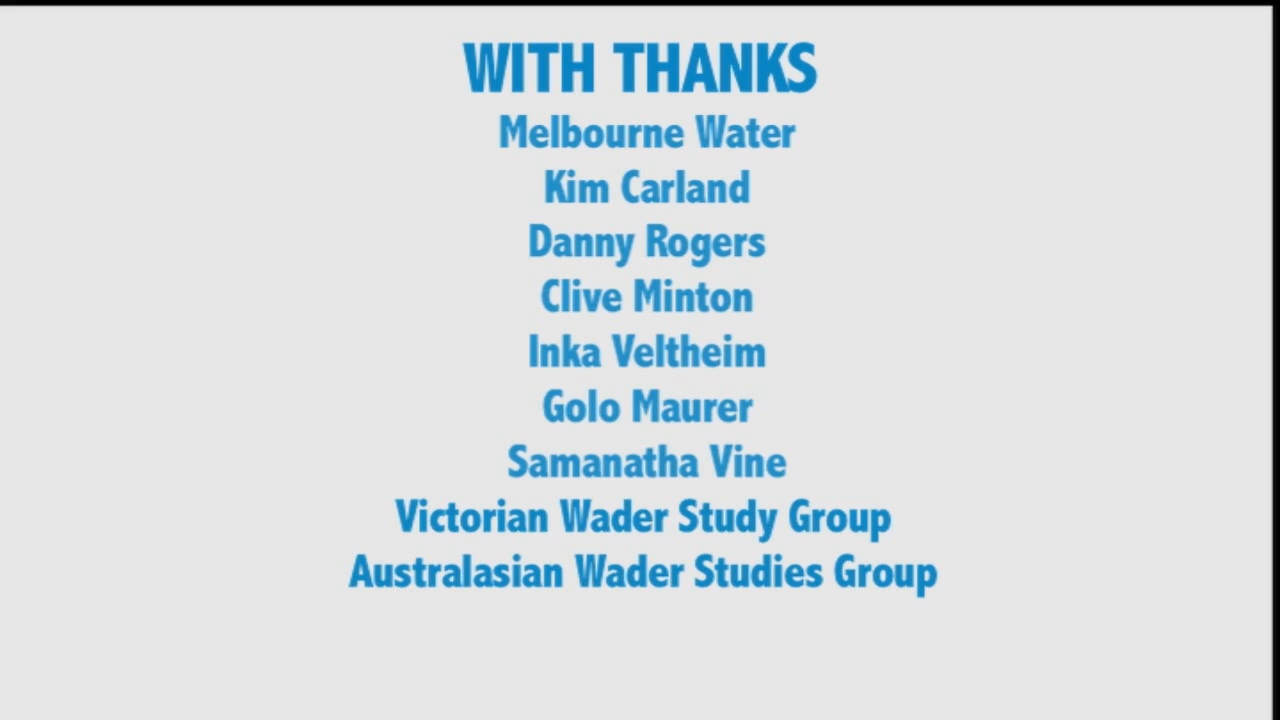 WITH THANKS
Melbourne Water
Kim Carland
Danny Rogers
Clive Minton
Inka Veltheim
Golo Maurer
Samanatha Vine
Victorian Wader Study Group
Australasian Wader Studies Group